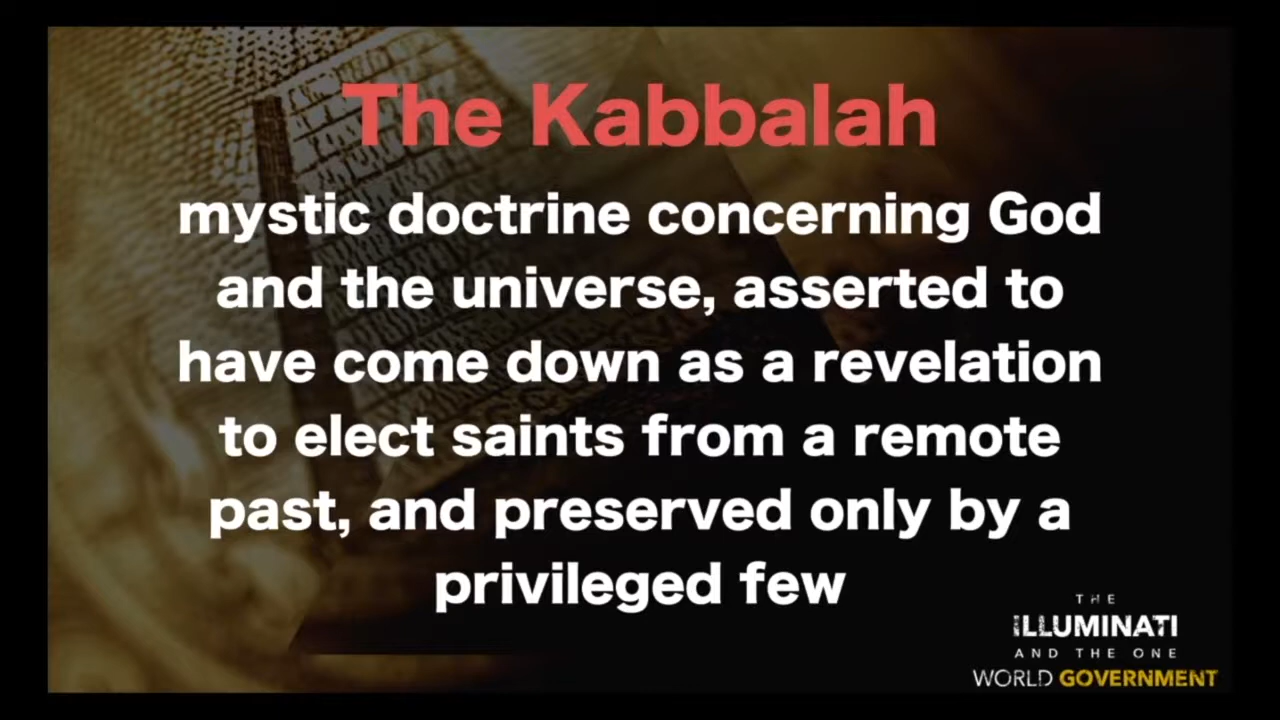 The Kabbalah
mystic doctrine concerning God
and the universe, asserted to
have come down as a revelation
to elect saints from a remote
past, and preserved only by a
privileged few
THE
ILLUMINATI
AND THE ONE
WORLD GOVERNMENT